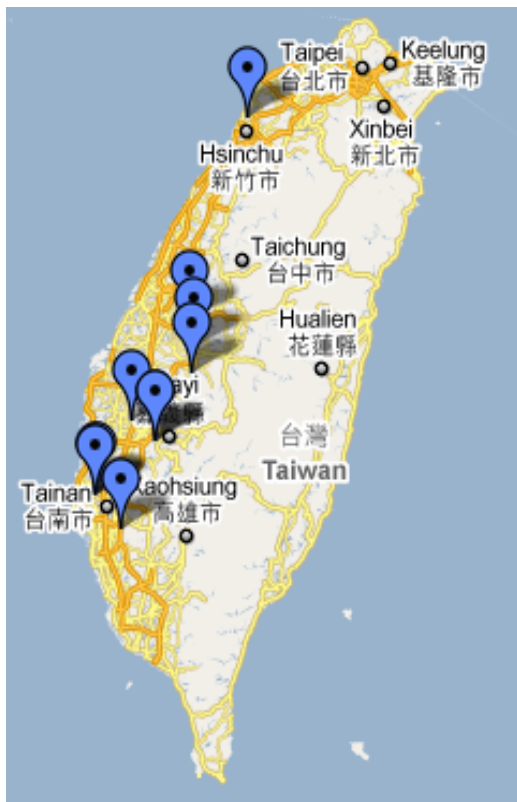 Taipei
台北市
Keelung
基隆市
Xinbei
新北市
Hsinchu
新竹市
Taichung
台中市
Hualien
花蓮縣
台灣
Taiwan
Tainan
台南市
高雄市